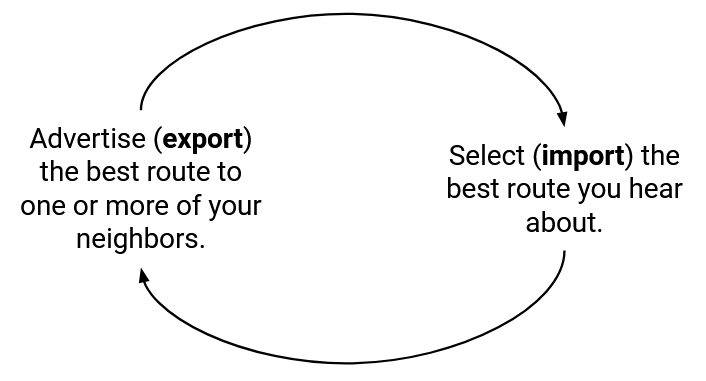 Advertise (export)
the best route to
one or more of your
neighbors.
Select (import) the
best route you hear
about.